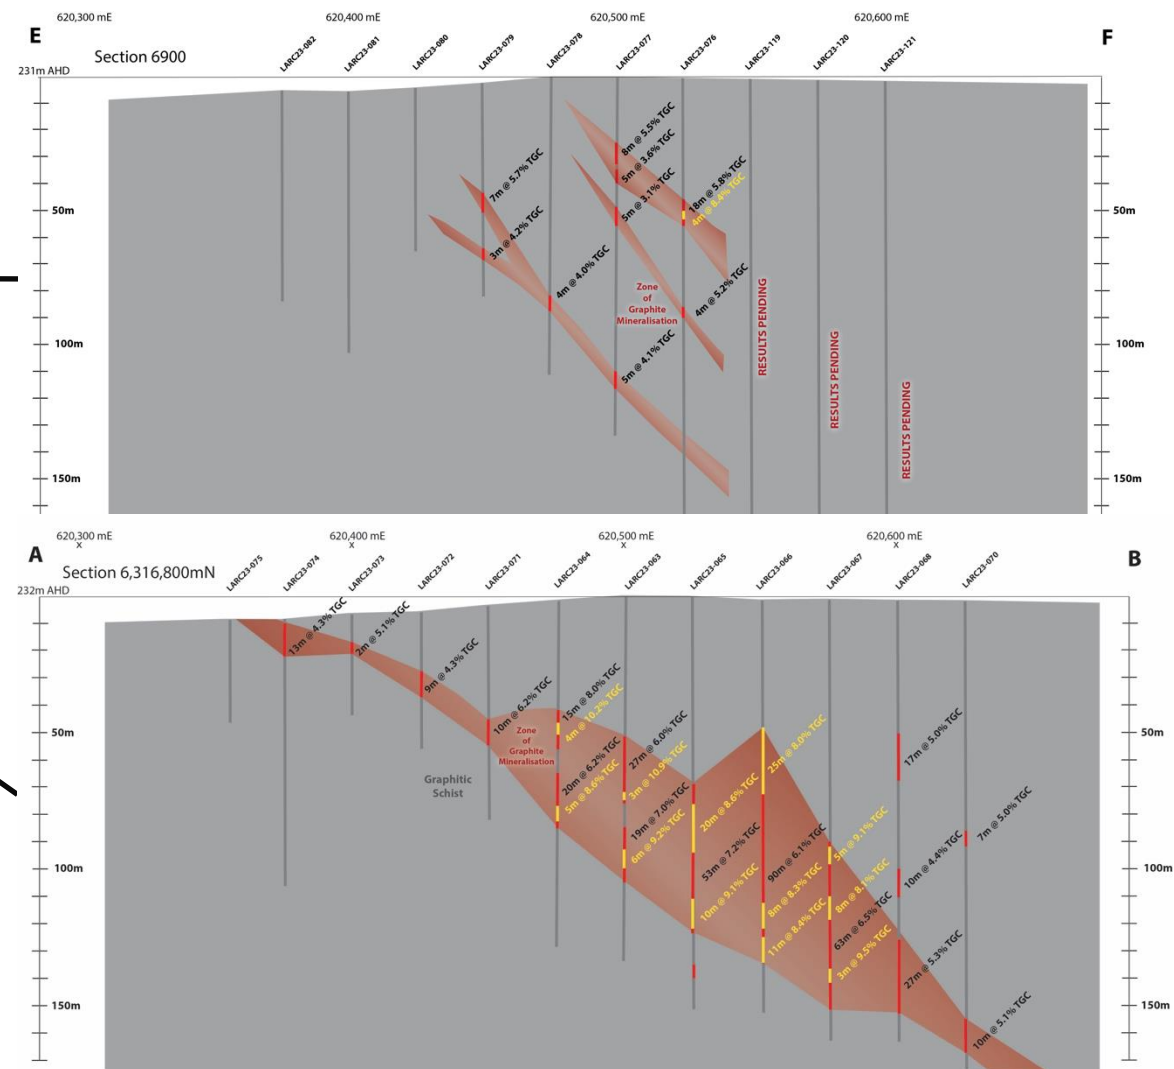 620,300 mE
620,400 mE
620,500 mE
620,600 mE
E
F
Section 6900
LARC23-082
LARC23-081
LARC23-080
LARC23-079
LARC23-078
LARC23-077
LARC23-076
LARC23-119
LARC23-120
LARC23-121
231m AHD
8m @ 5.5% TGC
5m @ 3.6% TGC
7m @ 5.7% TGC
5m @ 3.1% TGC
18m @ 5.8% TGC
4m @ 8.4% TGC
50m
50m
3m @ 4.2% TGC
4m @ 4.0% TGC
4m @ 5.2% TGC
Zone
of
Graphite
Mineralisation
RESULTS PENDING
RESULTS PENDING
RESULTS PENDING
100m
100m
5m @ 4.1% TGC
150m
150m
620,300 mE
x
620,400 mE
x
620,500 mE
x
620,600 mE
x
A
B
Section 6,316,800mN
LARC23-075
LARC23-074
LARC23-073
LARC23-072
LARC23-071
LARC23-064
LARC23-063
LARC23-065
LARC23-066
LARC23-067
LARC23-068
LARC23-070
232m AHD
13m @ 4.3% TGC
2m @ 5.1% TGC
9m @ 4.3% TGC
10m @ 6.2% TGC
15m @ 8.0% TGC
4m @ 10.2% TGC
20m @ 6.2% TGC
5m @ 8.6% TGC
27m @ 6.0% TGC
3m @ 10.9% TGC
19m @ 7.0% TGC
6m @ 9.2% TGC
20m @ 8.6% TGC
53m @ 7.2% TGC
10m @ 9.1% TGC
25m @ 8.0% TGC
90m @ 6.1% TGC
8m @ 8.3% TGC
11m @ 8.4% TGC
5m @ 9.1% TGC
8m @ 8.1% TGC
63m @ 6.5% TGC
3m @ 9.5% TGC
17m @ 5.0% TGC
10m @ 4.4% TGC
27m @ 5.3% TGC
7m @ 5.0% TGC
10m @ 5.1% TGC
Zone
of
Graphite
Mineralisation
Graphitic
Schist
50m
50m
100m
100m
150m
150m